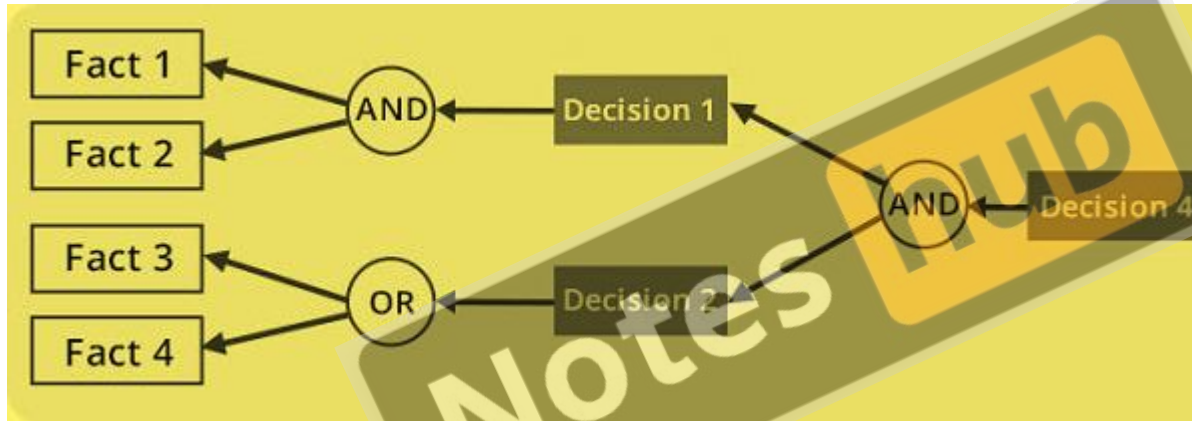 Fact 1
Fact 2
Fact 3
Fact 4
AND
OR
Decision 1
Decision 2
AND
Decision 4
Notes hub